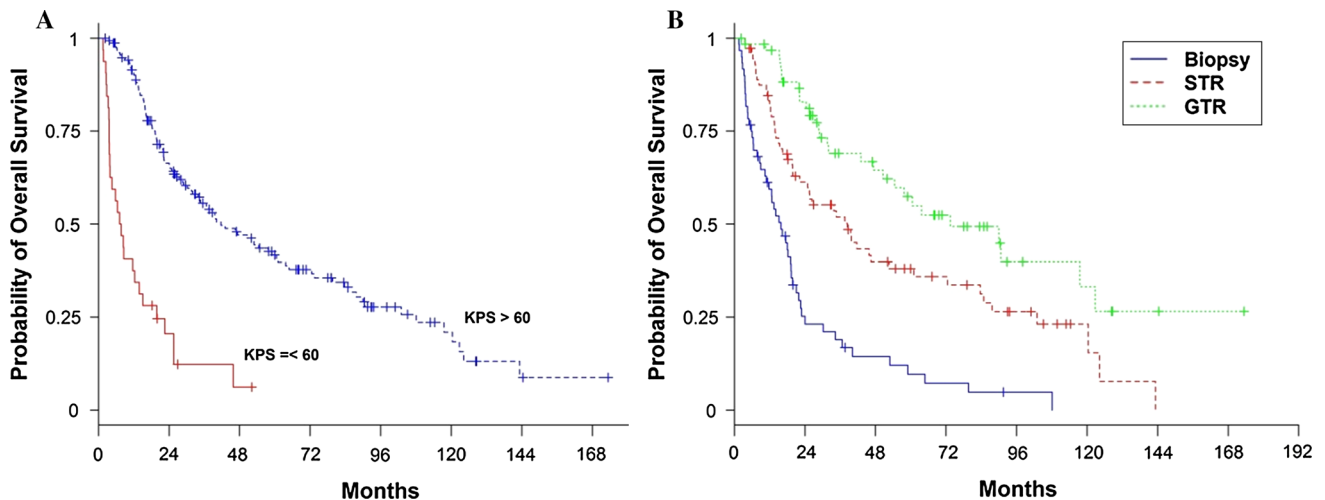 A
Probability of Overall Survival
1
0.75
0.5
0.25
0
KPS > 60
KPS =< 60
0 24 48 72 96 120 144 168
Months
B
Probability of Overall Survival
1
0.75
0.5
0.25
0
Biopsy
STR
GTR
0 24 48 72 96 120 144 168 192
Months